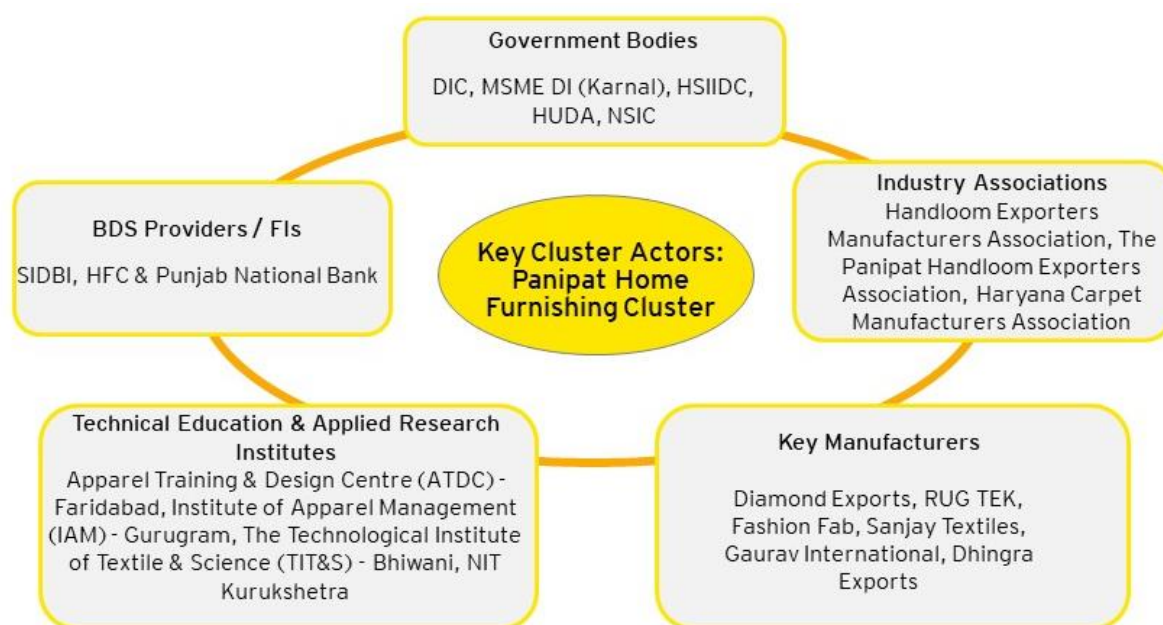 Government Bodies
DIC, MSME DI (Karnal), HSIIDC,
HUDA, NSIC
BDS Providers / FIs
SIDBI, HFC & Punjab National Bank
Key Cluster Actors:
Panipat Home
Furnishing Cluster
Industry Associations
Handloom Exporters
Manufacturers Association, The
Panipat Handloom Exporters
Association, Haryana Carpet
Manufacturers Association
Technical Education & Applied Research
Institutes
Apparel Training & Design Centre (ATDC) -
Faridabad, Institute of Apparel Management
(IAM) - Gurugram, The Technological Institute
of Textile & Science (TIT&S) - Bhiwani, NIT
Kurukshetra
Key Manufacturers
Diamond Exports, RUG TEK,
Fashion Fab, Sanjay Textiles,
Gaurav International, Dhingra
Exports